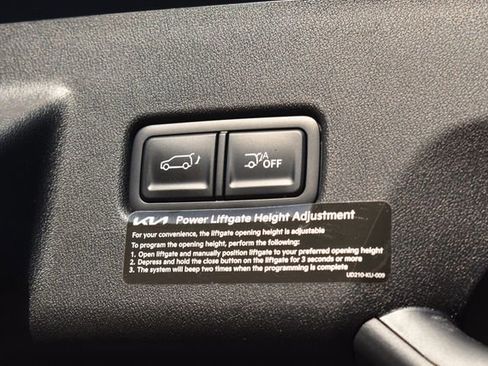 A
OFF
KIA Power Liftgate Height Adjustment
For your convenience, the liftgate opening height is adjustable
To program the opening height, perform the following:
1. Open liftgate and manually position liftgate to your preferred opening height
2. Depress and hold the close button on the liftgate for 3 seconds or more
3. The system will beep two times when the programming is complete
UD210-KU-009